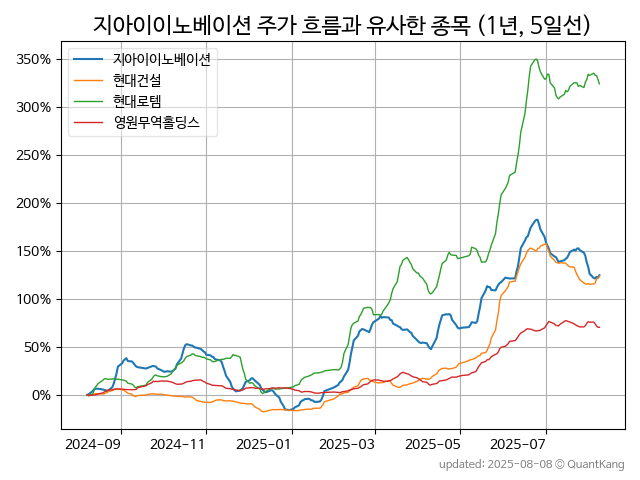 지아이이노베이션 주가 흐름과 유사한 종목 (1년, 5일선)
350%
300%
250%
200%
150%
100%
50%
0%
지아이이노베이션
현대건설
현대로템
영원무역홀딩스
2024-09 2024-11 2025-01 2025-03 2025-05 2025-07
updated: 2025-08-08 © QuantKang